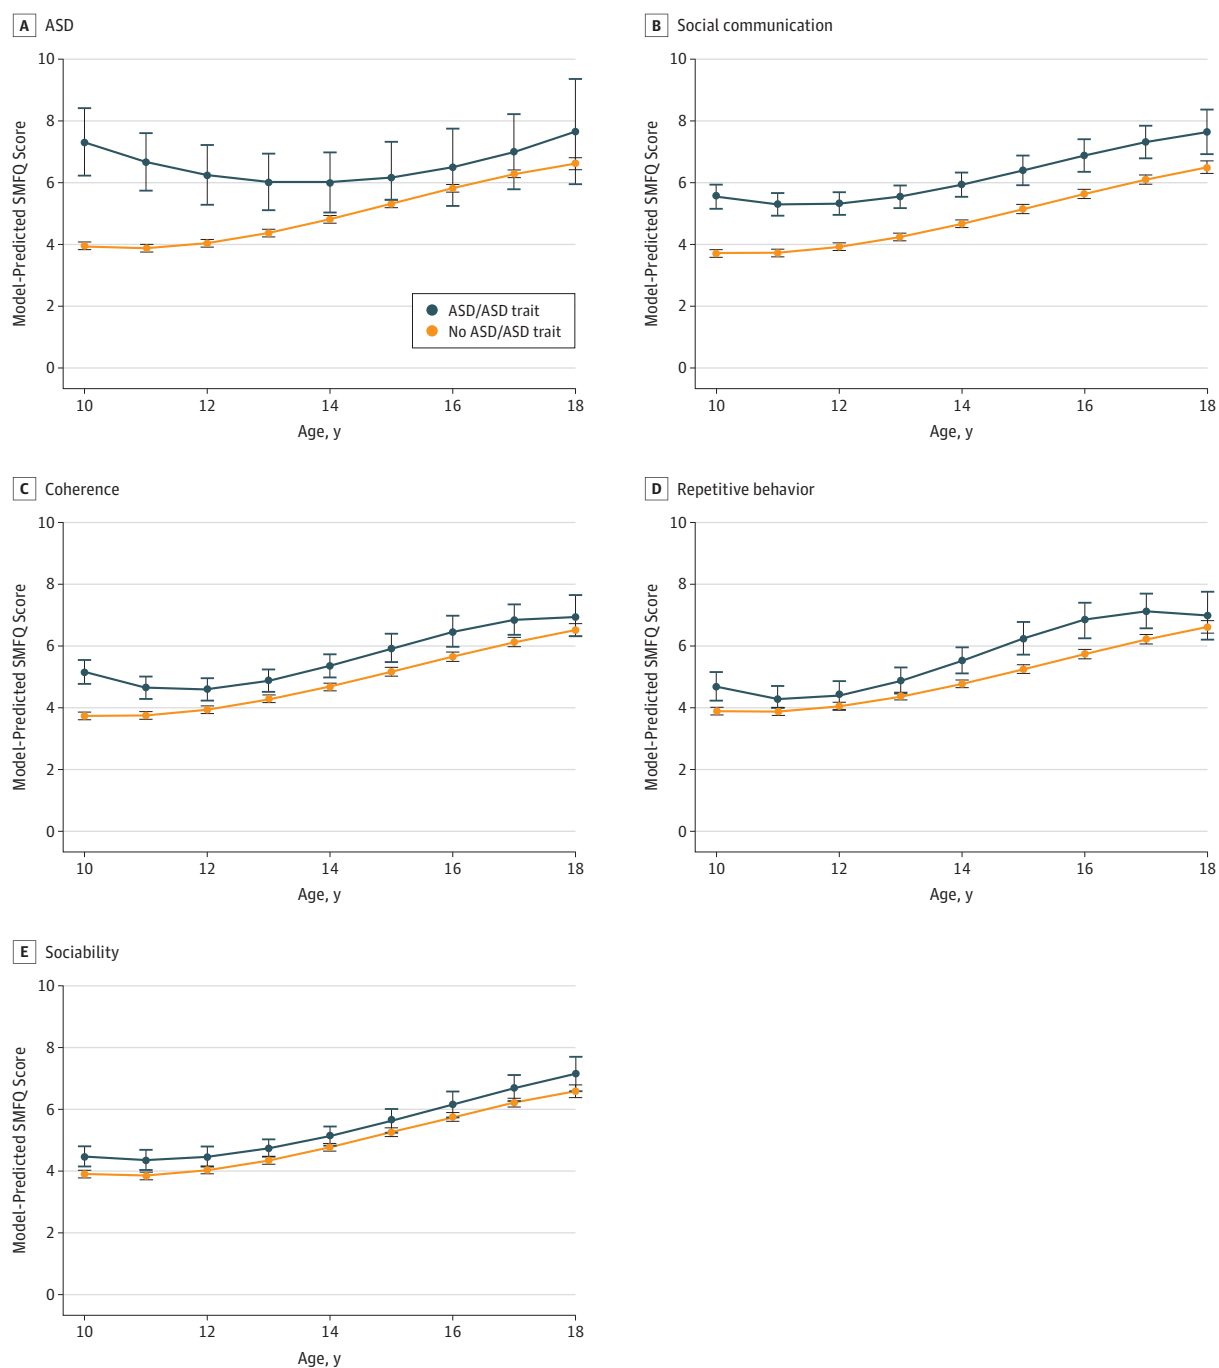 A ASD
10
8
6
4
2
0
Model-Predicted SMFQ Score
ASD/ASD trait
No ASD/ASD trait
10 12 14 16 18
Age, y
B Social communication
10
8
6
4
2
0
Model-Predicted SMFQ Score
10 12 14 16 18
Age, y
C Coherence
10
8
6
4
2
0
Model-Predicted SMFQ Score
10 12 14 16 18
Age, y
D Repetitive behavior
10
8
6
4
2
0
Model-Predicted SMFQ Score
10 12 14 16 18
Age, y
E Sociability
10
8
6
4
2
0
Model-Predicted SMFQ Score
10 12 14 16 18
Age, y